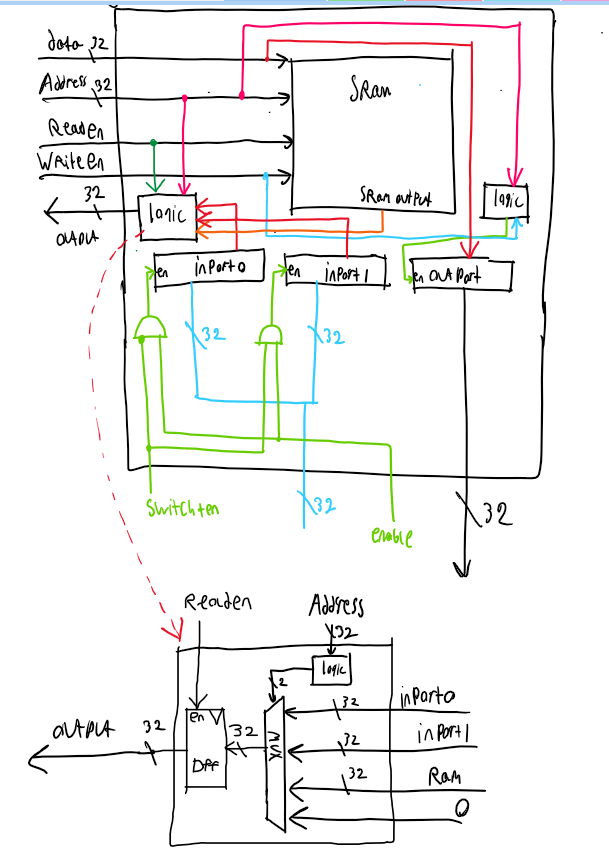 data 32
Address 32
Readen
Writeen
32
OUTPUT
SRam
SRam output
logic
logic
en inPort0
en inPort1
en outPort
32
32
32
32
Switchen
enable
Readen
Address
32
logic
2
en
DFF
MUX
OUTPUT
32
32
32
inPort0
32
inPort1
32
Ram
0